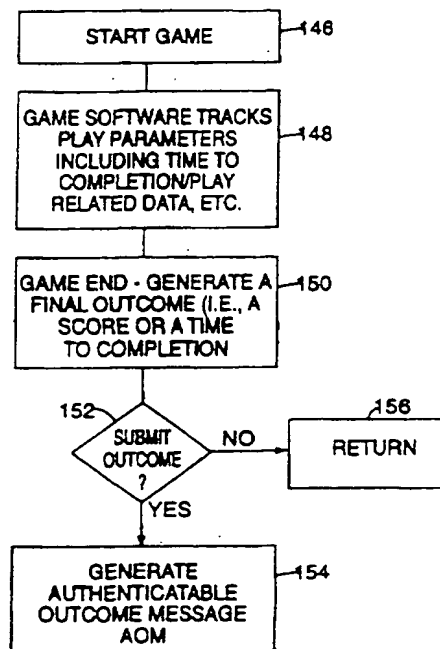 START GAME
146
GAME SOFTWARE TRACKS
PLAY PARAMETERS
INCLUDING TIME TO
COMPLETION/PLAY
RELATED DATA, ETC.
148
GAME END - GENERATE A
FINAL OUTCOME (I.E., A
SCORE OR A TIME
TO COMPLETION
150
152
SUBMIT
OUTCOME
?
NO
156
RETURN
YES
GENERATE
AUTHENTICATABLE
OUTCOME MESSAGE
AOM
154